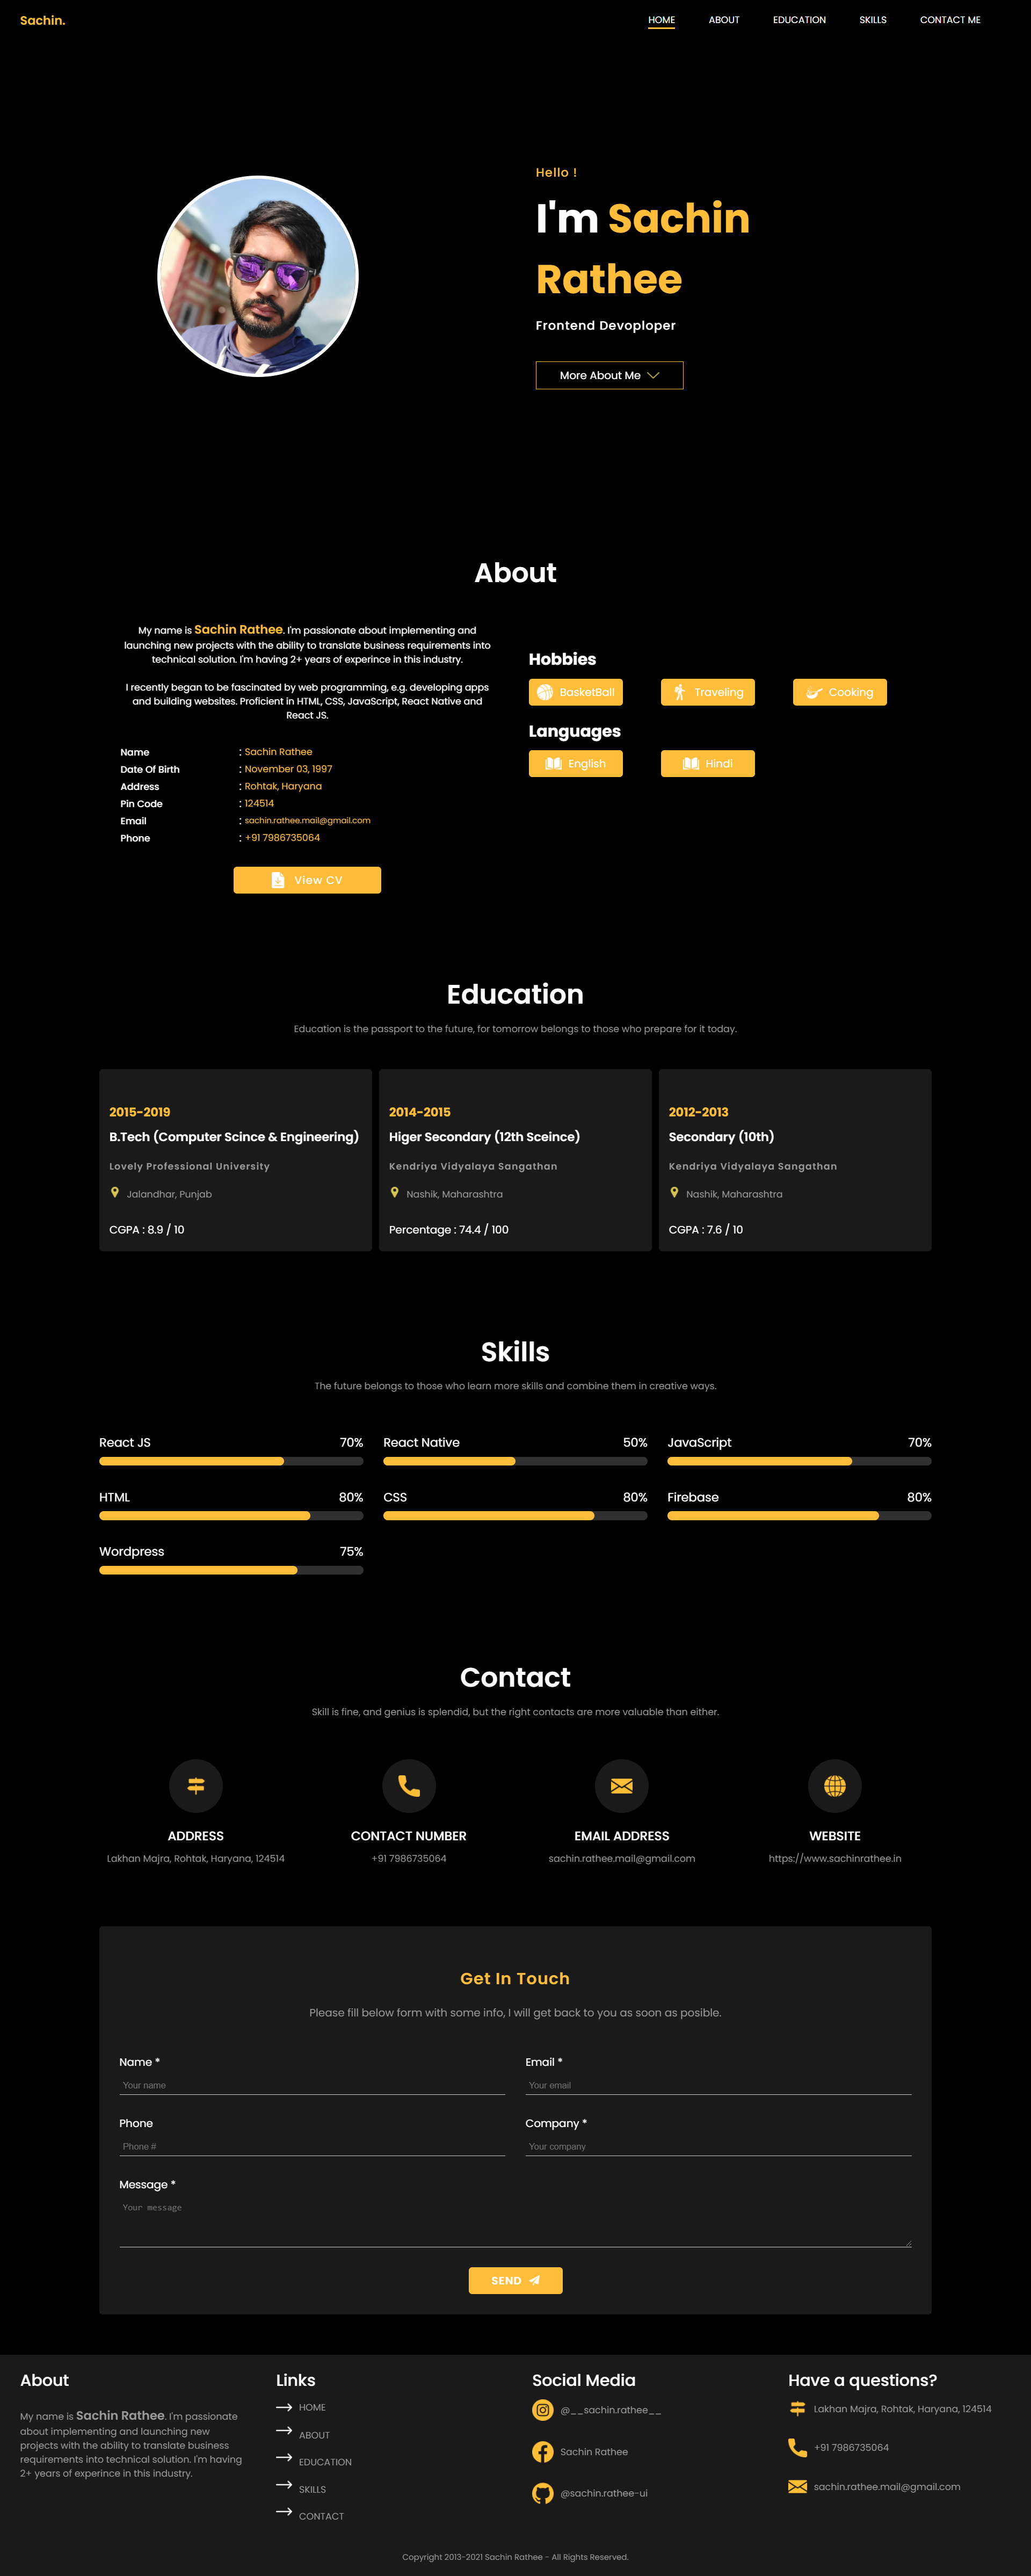 Sachin.
HOME ABOUT EDUCATION SKILLS CONTACT ME
Hello !
I'm Sachin
Rathee
Frontend Devoploper
More About Me
About
My name is Sachin Rathee. I'm passionate about implementing and
launching new projects with the ability to translate business requirements into
technical solution. I'm having 2+ years of experince in this industry.
I recently began to be fascinated by web programming, e.g. developing apps
and building websites. Proficient in HTML, CSS, JavaScript, React Native and
React JS.
Name : Sachin Rathee
Date Of Birth : November 03, 1997
Address : Rohtak, Haryana
Pin Code : 124514
Email : sachin.rathee.mail@gmail.com
Phone : +91 7986735064
View CV
Hobbies
BasketBall Traveling Cooking
Languages
English Hindi
Education
Education is the passport to the future, for tomorrow belongs to those who prepare for it today.
2015-2019
B.Tech (Computer Scince & Engineering)
Lovely Professional University
Jalandhar, Punjab
CGPA : 8.9 / 10
2014-2015
Higer Secondary (12th Sceince)
Kendriya Vidyalaya Sangathan
Nashik, Maharashtra
Percentage : 74.4 / 100
2012-2013
Secondary (10th)
Kendriya Vidyalaya Sangathan
Nashik, Maharashtra
CGPA : 7.6 / 10
Skills
The future belongs to those who learn more skills and combine them in creative ways.
React JS 70% React Native 50% JavaScript 70%
HTML 80% CSS 80% Firebase 80%
Wordpress 75%
Contact
Skill is fine, and genius is splendid, but the right contacts are more valuable than either.
ADDRESS
Lakhan Majra, Rohtak, Haryana, 124514
CONTACT NUMBER
+91 7986735064
EMAIL ADDRESS
sachin.rathee.mail@gmail.com
WEBSITE
https://www.sachinrathee.in
Get In Touch
Please fill below form with some info, I will get back to you as soon as posible.
Name * Email *
Your name Your email
Phone Company *
Phone # Your company
Message *
Your message
SEND
About
My name is Sachin Rathee. I'm passionate
about implementing and launching new
projects with the ability to translate business
requirements into technical solution. I'm having
2+ years of experince in this industry.
Links
HOME
ABOUT
EDUCATION
SKILLS
CONTACT
Social Media
@__sachin.rathee__
Sachin Rathee
@sachin.rathee-ui
Have a questions?
Lakhan Majra, Rohtak, Haryana, 124514
+91 7986735064
sachin.rathee.mail@gmail.com
Copyright 2013-2021 Sachin Rathee - All Rights Reserved.